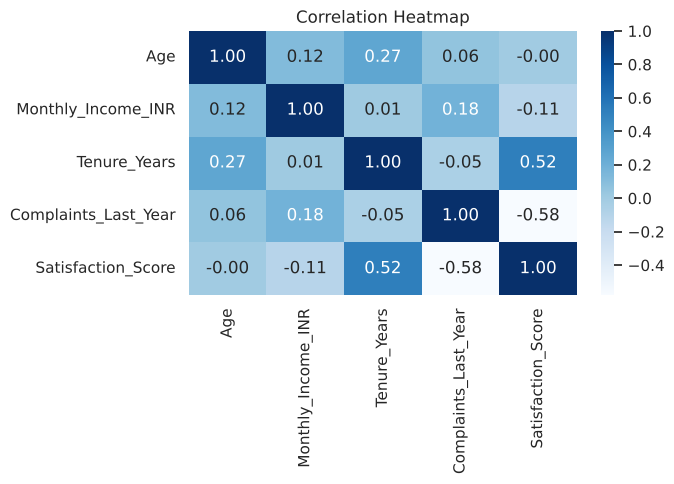 Correlation Heatmap
Age 1.00 0.12 0.27 0.06 -0.00
Monthly_Income_INR 0.12 1.00 0.01 0.18 -0.11
Tenure_Years 0.27 0.01 1.00 -0.05 0.52
Complaints_Last_Year 0.06 0.18 -0.05 1.00 -0.58
Satisfaction_Score -0.00 -0.11 0.52 -0.58 1.00
Age
Monthly_Income_INR
Tenure_Years
Complaints_Last_Year
Satisfaction_Score
1.0
0.8
0.6
0.4
0.2
0.0
−0.2
−0.4